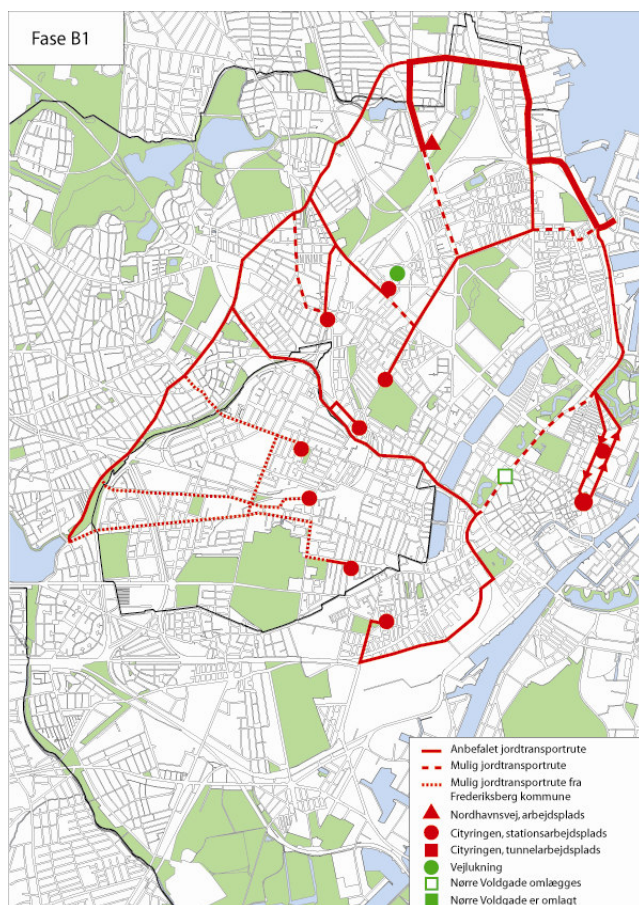 Fase B1
Anbefalet jordtransportrute
Mulig jordtransportrute
Mulig jordtransportrute fra
Frederiksberg kommune
Nordhavnsvej, arbejdsplads
Cityringen, stationsarbejdsplads
Cityringen, tunnelarbejdsplads
Vejlukning
Nørre Voldgade omlægges
Nørre Voldgade er omlagt